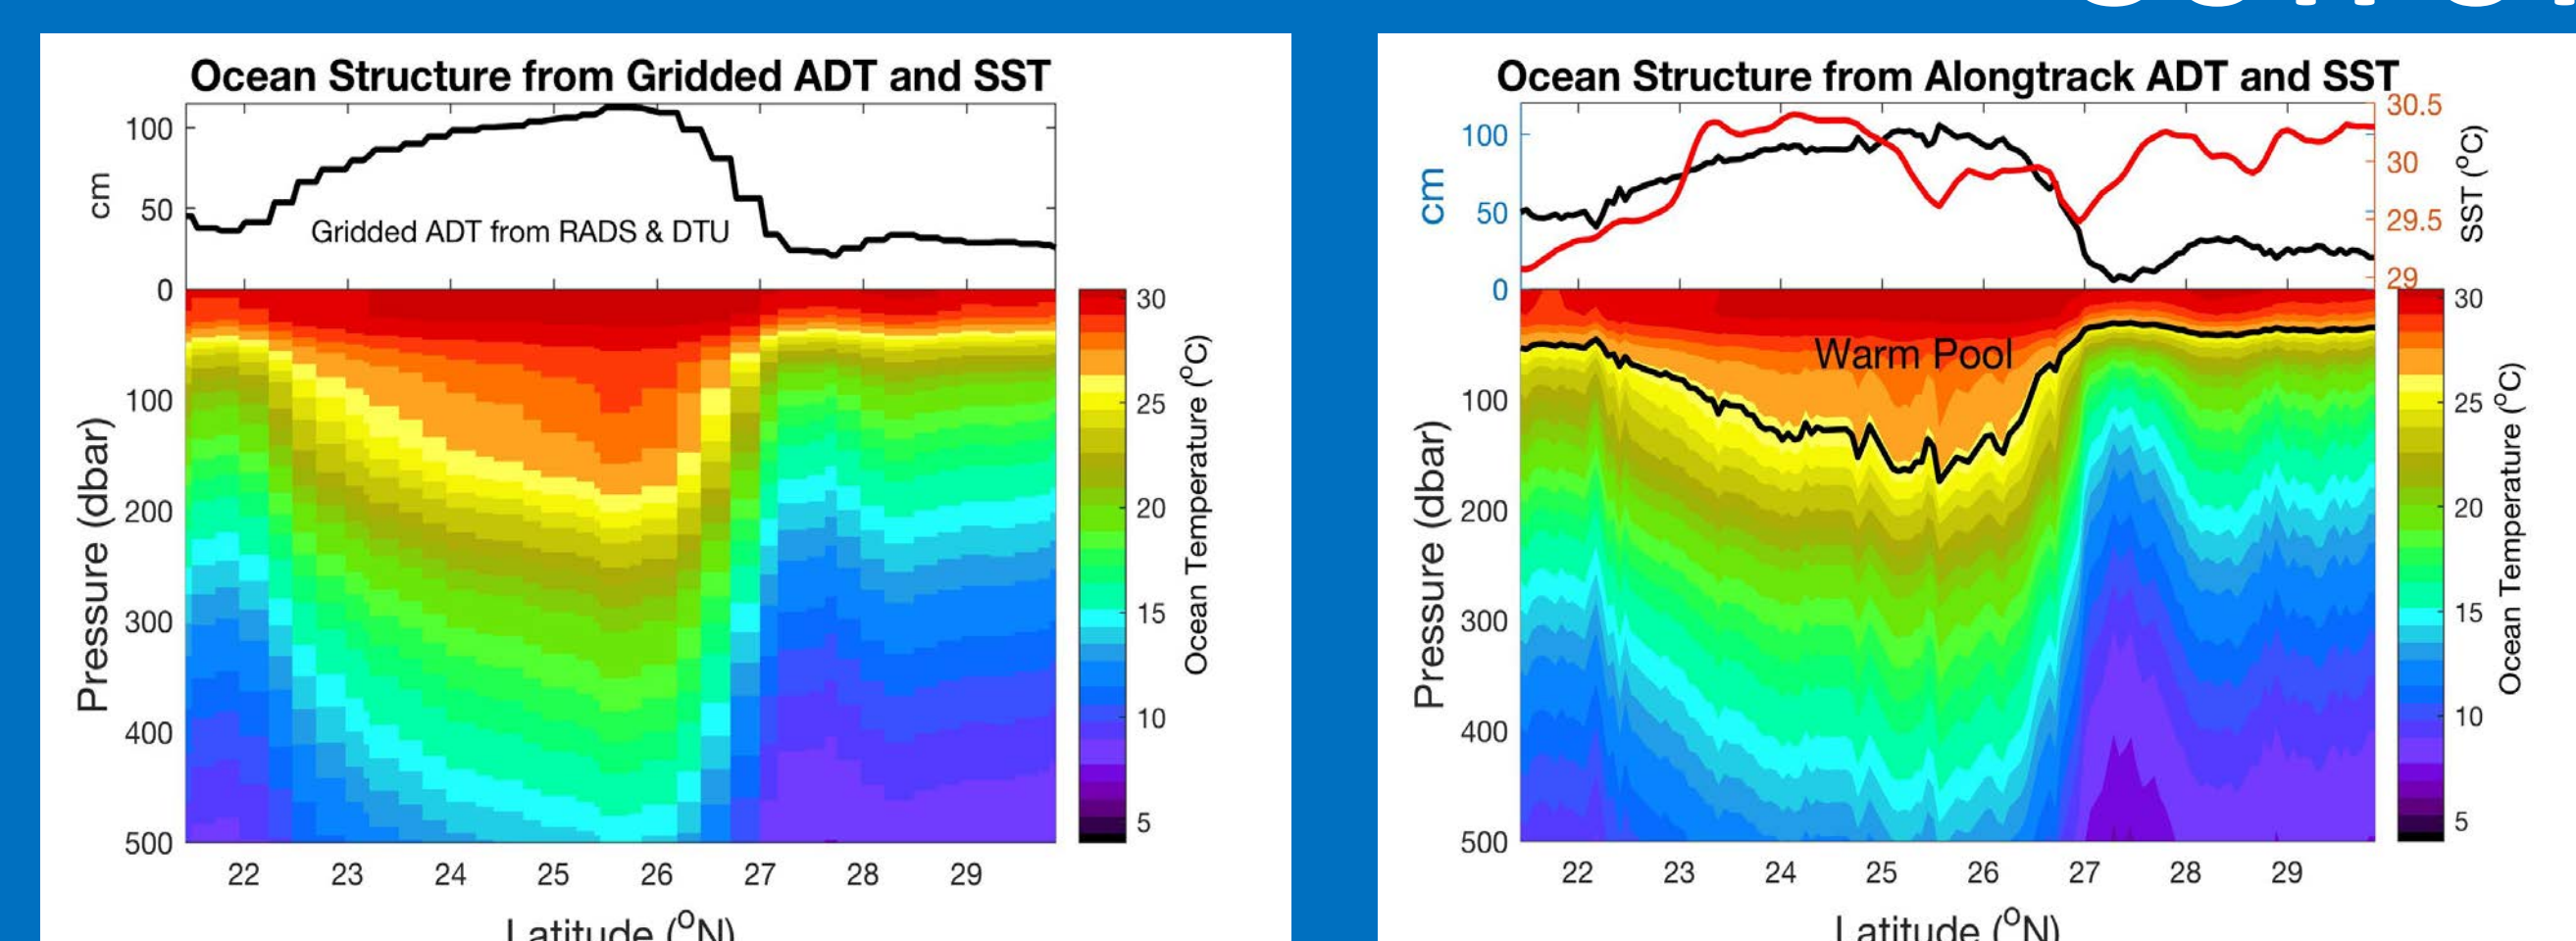 Ocean Structure from Gridded ADT and SST
100
50
0
cm
Gridded ADT from RADS & DTU
100
200
300
400
500
Pressure (dbar)
22 23 24 25 26 27 28 29
Latitude (°N)
30
25
20
15
10
5
Ocean Temperature (°C)
Ocean Structure from Alongtrack ADT and SST
100
50
0
cm
30.5
30
29.5
29
SST (°C)
Warm Pool
100
200
300
400
500
Pressure (dbar)
22 23 24 25 26 27 28 29
Latitude (°N)
30
25
20
15
10
5
Ocean Temperature (°C)